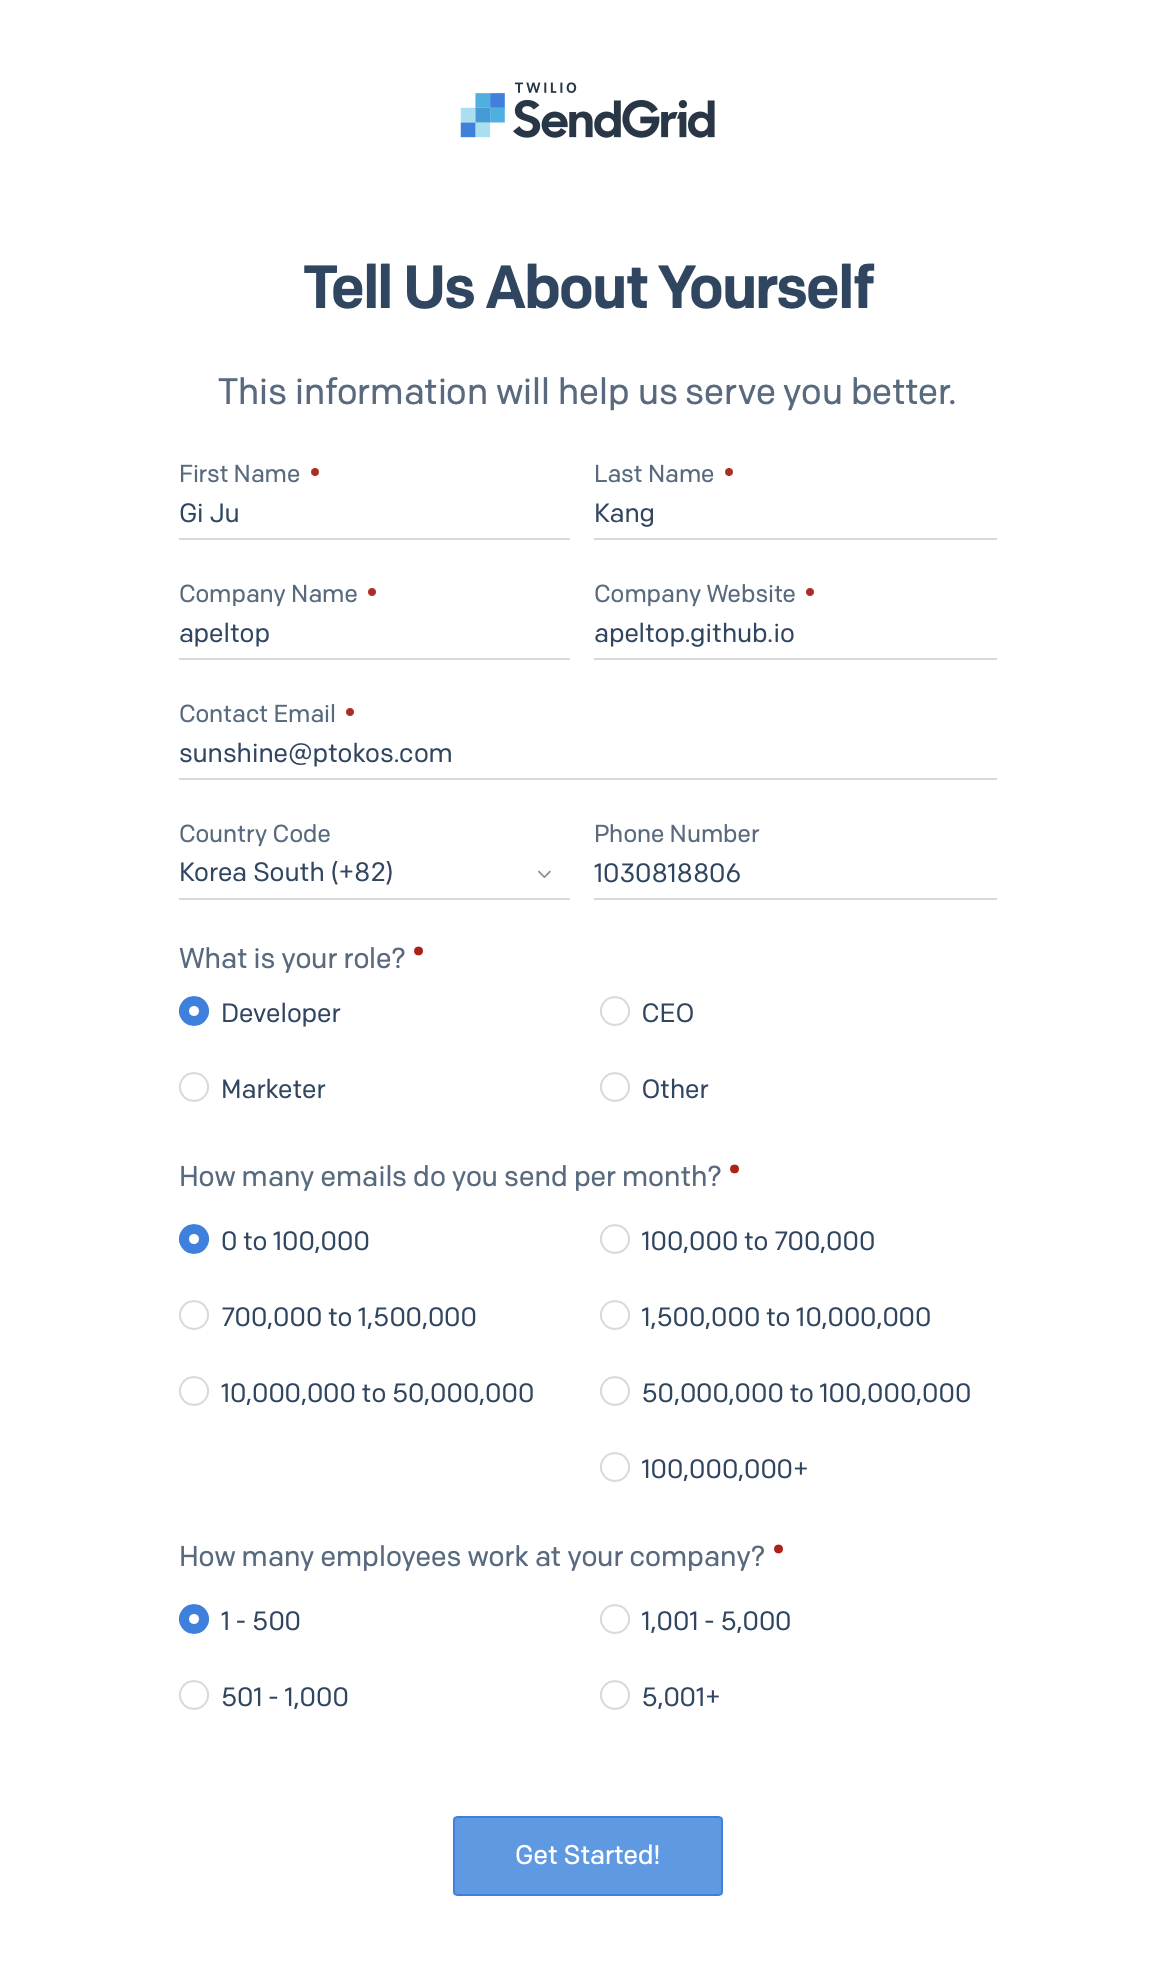 TWILIO
SendGrid
Tell Us About Yourself
This information will help us serve you better.
First Name
Last Name
Gi Ju
Kang
Company Name
Company Website
apeltop
apeltop.github.io
Contact Email
sunshine@ptokos.com
Country Code
Phone Number
Korea South (+82)
1030818806
What is your role?
Developer
CEO
Marketer
Other
How many emails do you send per month?
0 to 100,000
100,000 to 700,000
700,000 to 1,500,000
1,500,000 to 10,000,000
10,000,000 to 50,000,000
50,000,000 to 100,000,000
100,000,000+
How many employees work at your company?
1 - 500
1,001 - 5,000
501 - 1,000
5,001+
Get Started!